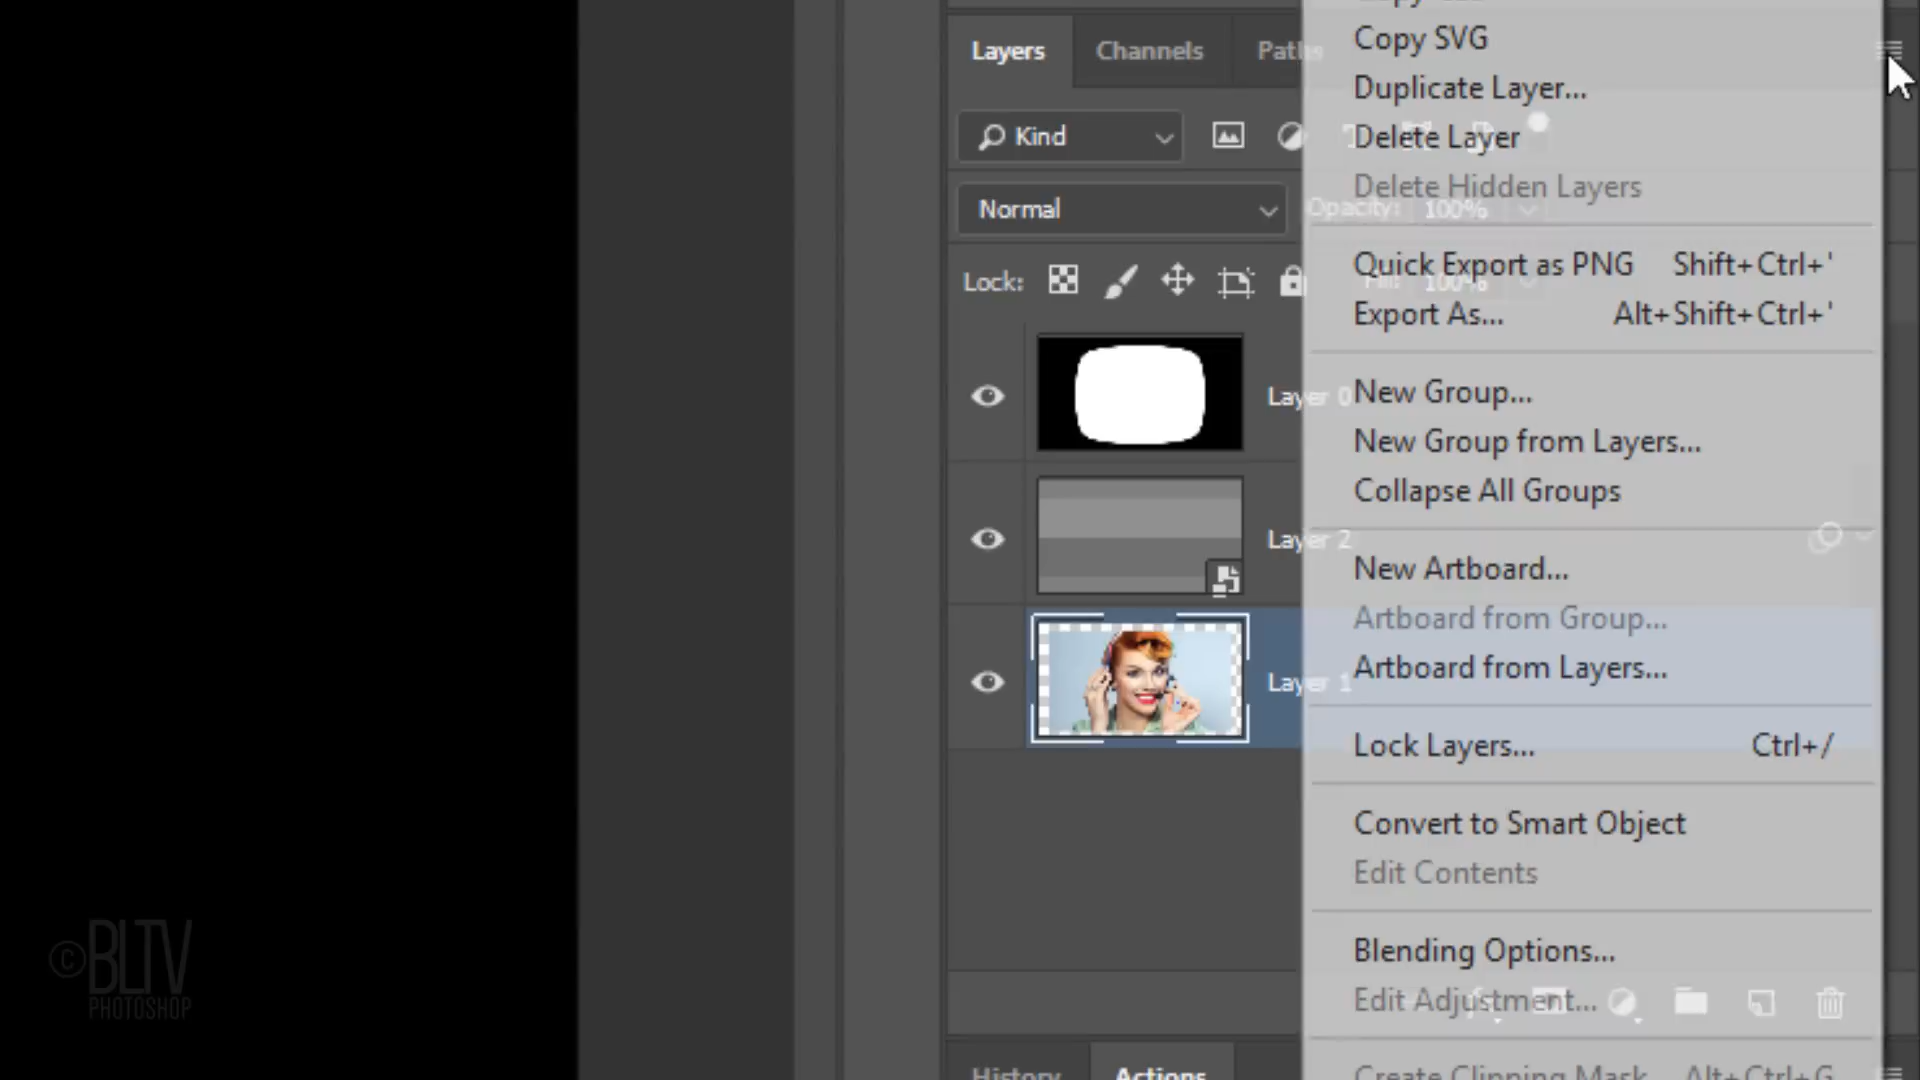 Copy SVG
Layers Channels Paths
Duplicate Layer...
Kind
Delete Layer
Delete Hidden Layers
Normal
Opacity: 100%
Quick Export as PNG Shift+Ctrl+'
Lock:
Fill: 100%
Export As... Alt+Shift+Ctrl+'
Layer 0
New Group...
New Group from Layers...
Collapse All Groups
Layer 2
New Artboard...
Artboard from Group...
Artboard from Layers...
Layer 1
Lock Layers... Ctrl+/
Convert to Smart Object
Edit Contents
Blending Options...
Edit Adjustment...
© BLTV
PHOTOSHOP
History Actions
Create Clipping Mask Alt+Ctrl+G